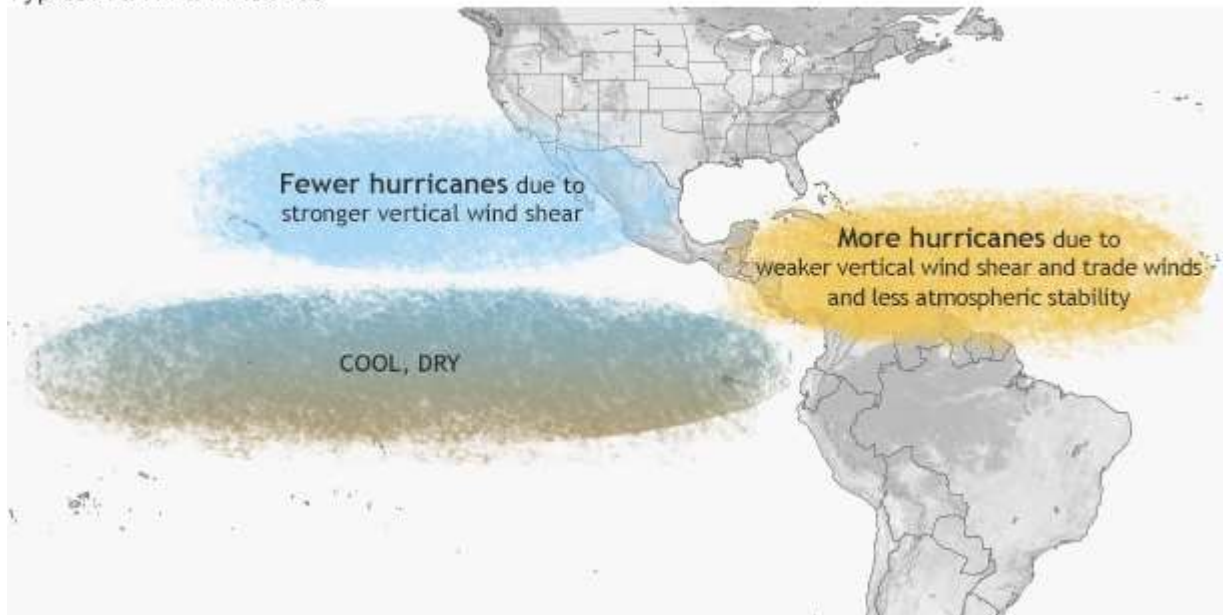 Fewer hurricanes due to
stronger vertical wind shear
More hurricanes due to
weaker vertical wind shear and trade winds
and less atmospheric stability
COOL, DRY